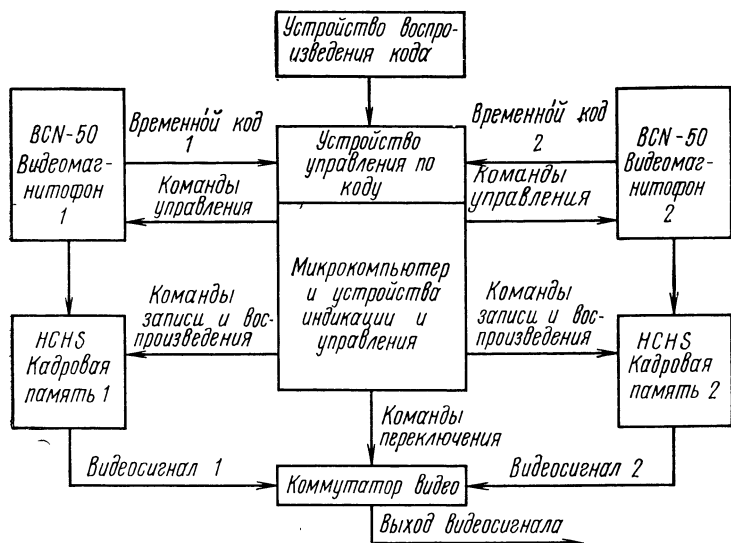 Устройство воспро-
изведения кода
ВСN-50
Видеомаг-
нитофон
1
Временной код
1
Устройство
управления по
коду
Временной код
2
ВСN-50
Видеомаг-
нитофон
2
Команды
управления
Команды
управления
Микрокомпьютер
и устройства
индикации и
управления
Команды
записи и вос-
произведения
Команды
записи и вос-
произведения
HCHS
Кадровая
память 1
HCHS
Кадровая
память 2
Команды
переключения
Видеосигнал 1
Коммутатор видео
Видеосигнал 2
Выход видеосигнала